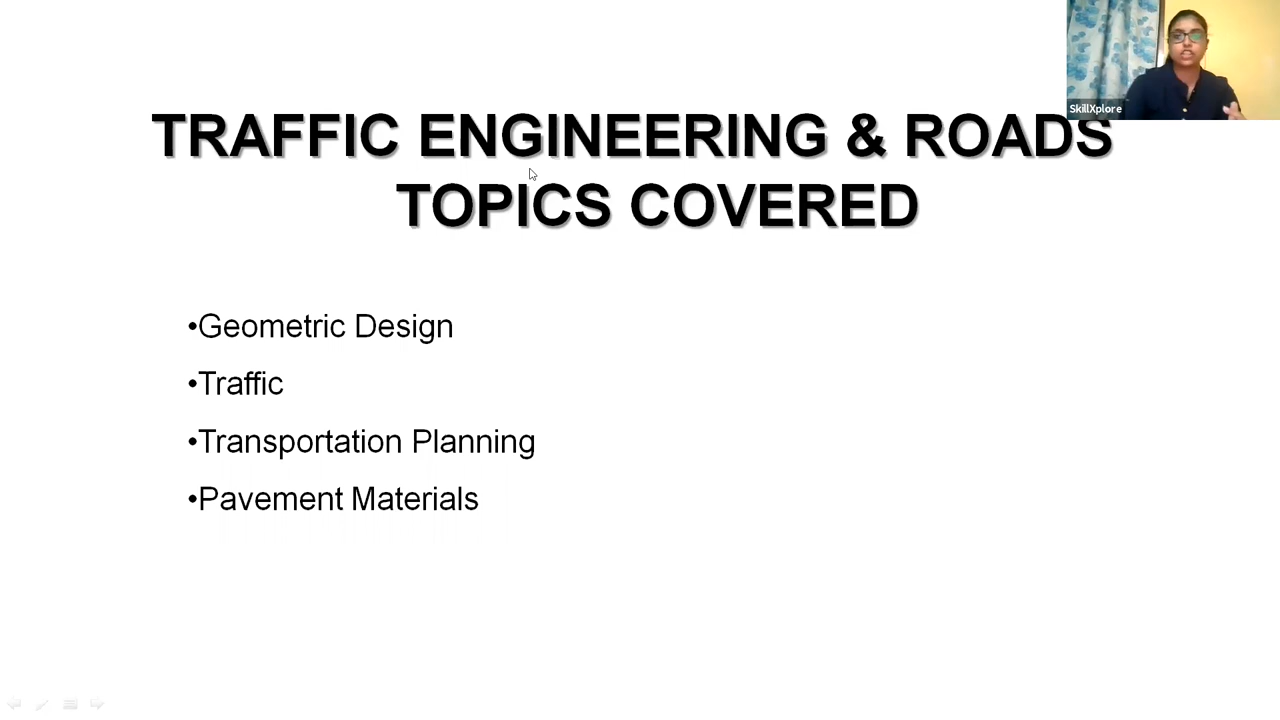 SkillXplore
TRAFFIC ENGINEERING & ROADS
TOPICS COVERED
•Geometric Design
•Traffic
•Transportation Planning
•Pavement Materials